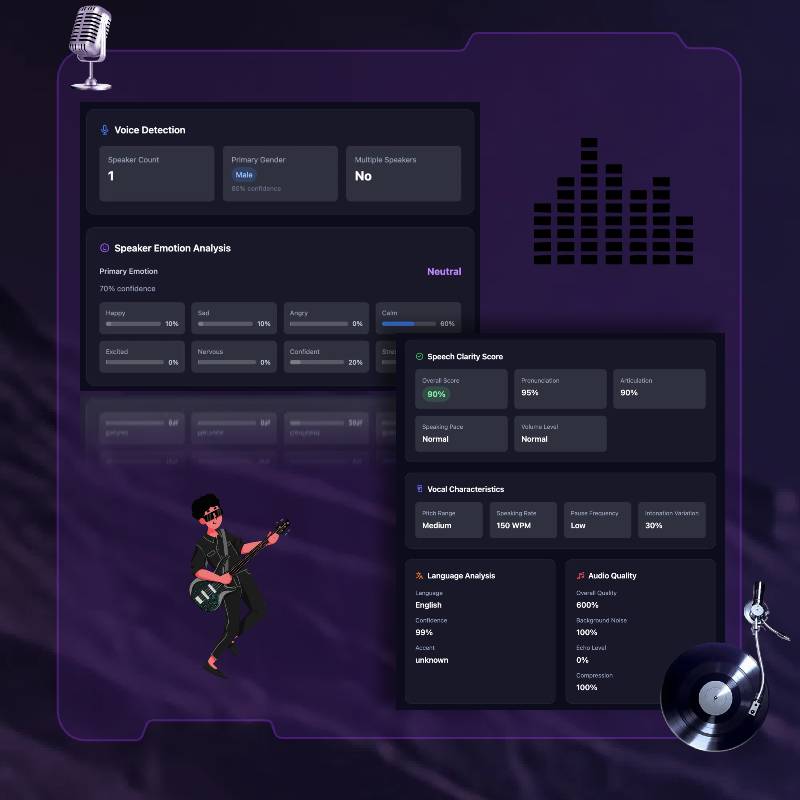 Voice Detection
Speaker Count
1
Primary Gender
Male
80% confidence
Multiple Speakers
No
Speaker Emotion Analysis
Primary Emotion
Neutral
70% confidence
Happy
10%
Sad
10%
Angry
0%
Calm
60%
Excited
0%
Nervous
0%
Confident
20%
Speech Clarity Score
Overall Score
90%
Pronunciation
95%
Articulation
90%
Speaking Pace
Normal
Volume Level
Normal
Vocal Characteristics
Pitch Range
Medium
Speaking Rate
150 WPM
Pause Frequency
Low
Intonation Variation
30%
Language Analysis
Language
English
Confidence
99%
Accent
unknown
Audio Quality
Overall Quality
600%
Background Noise
100%
Echo Level
0%
Compression
100%